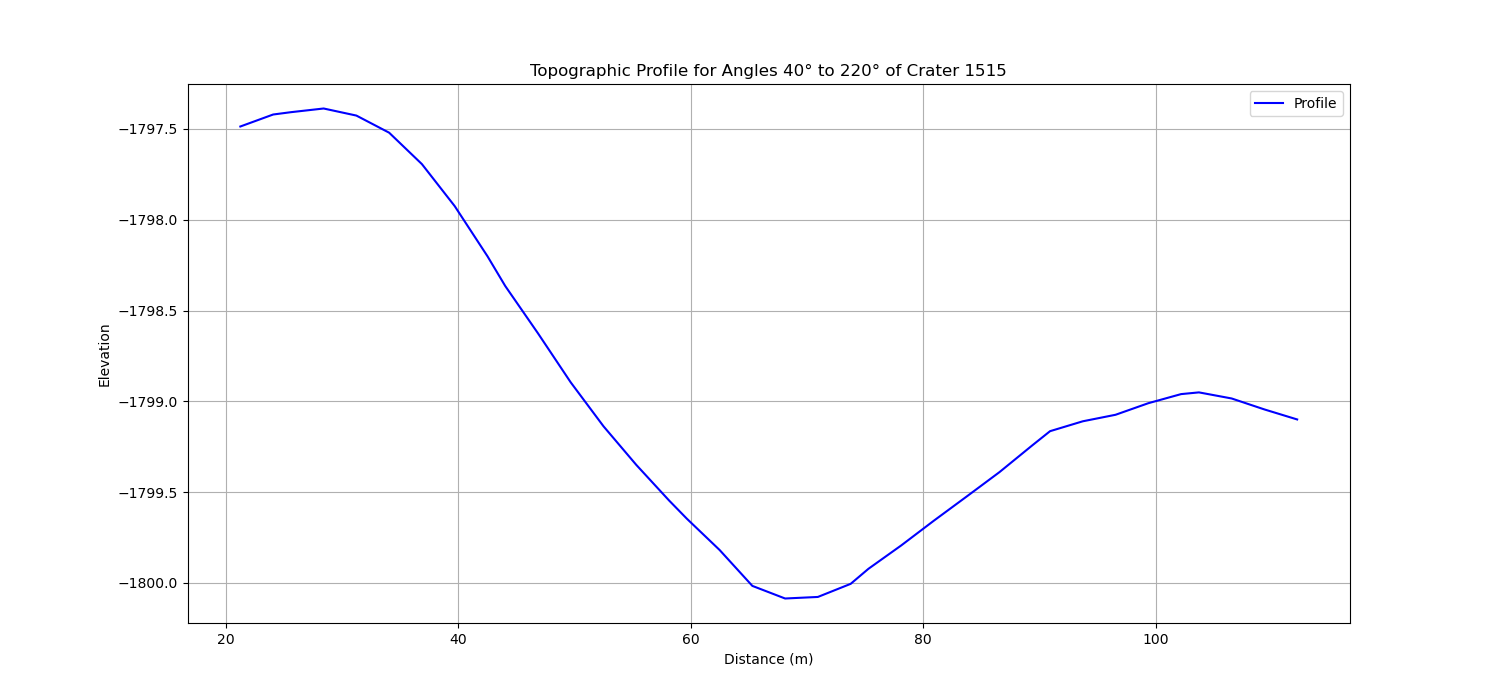 Topographic Profile for Angles 40° to 220° of Crater 1515
Profile
−1797.5
−1798.0
−1798.5
−1799.0
−1799.5
−1800.0
Elevation
20 40 60 80 100
Distance (m)